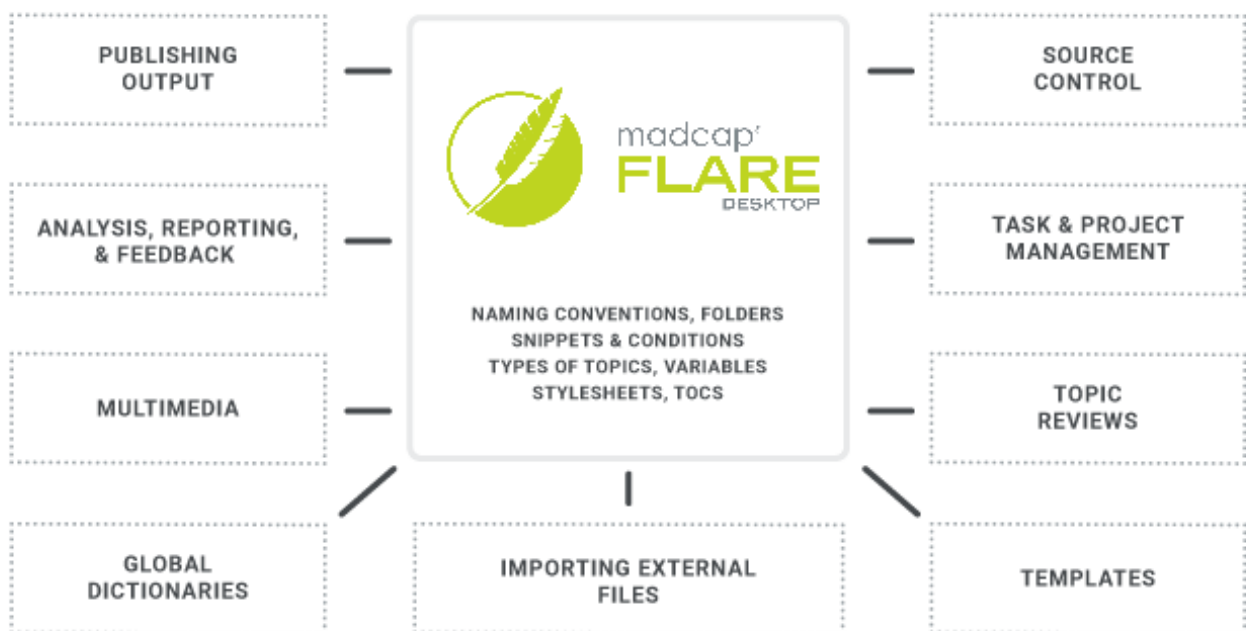 PUBLISHING
OUTPUT
SOURCE
CONTROL
madcap'
FLARE
DESKTOP
ANALYSIS, REPORTING,
& FEEDBACK
TASK & PROJECT
MANAGEMENT
NAMING CONVENTIONS, FOLDERS
SNIPPETS & CONDITIONS
TYPES OF TOPICS, VARIABLES
STYLESHEETS, TOCS
MULTIMEDIA
TOPIC
REVIEWS
GLOBAL
DICTIONARIES
IMPORTING EXTERNAL
FILES
TEMPLATES